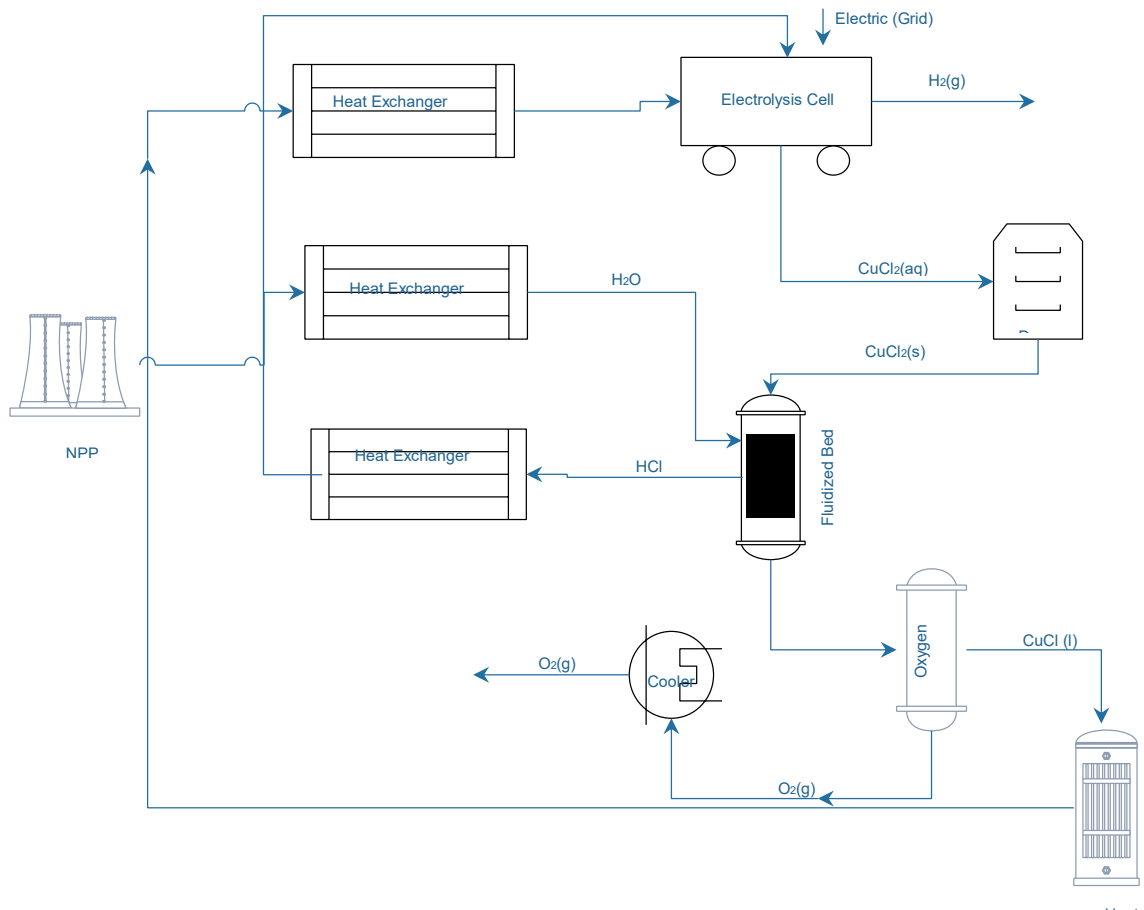 Electric (Grid)
Heat Exchanger
Electrolysis Cell
H2(g)
Heat Exchanger
H2O
CuCl2(aq)
CuCl2(s)
NPP
Heat Exchanger
HCl
Fluidized Bed
Oxygen
CuCl (l)
O2(g)
Cooler
O2(g)